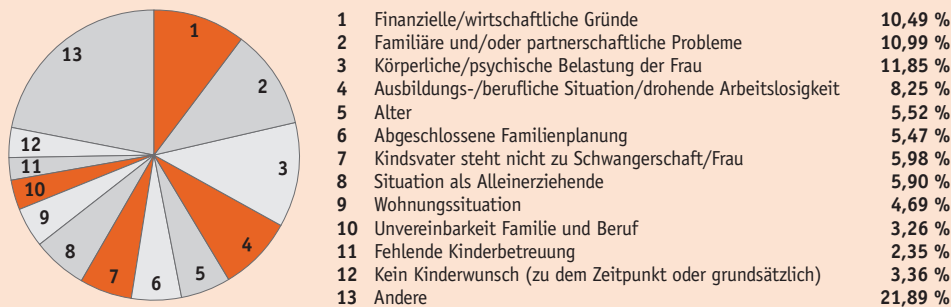 1 Finanzielle/wirtschaftliche Gründe 10,49 %
2 Familiäre und/oder partnerschaftliche Probleme 10,99 %
3 Körperliche/psychische Belastung der Frau 11,85 %
4 Ausbildungs-/berufliche Situation/drohende Arbeitslosigkeit 8,25 %
5 Alter 5,52 %
6 Abgeschlossene Familienplanung 5,47 %
7 Kindsvater steht nicht zu Schwangerschaft/Frau 5,98 %
8 Situation als Alleinerziehende 5,90 %
9 Wohnungssituation 4,69 %
10 Unvereinbarkeit Familie und Beruf 3,26 %
11 Fehlende Kinderbetreuung 2,35 %
12 Kein Kinderwunsch (zu dem Zeitpunkt oder grundsätzlich) 3,36 %
13 Andere 21,89 %
1
2
3
4
5
6
7
8
9
10
11
12
13